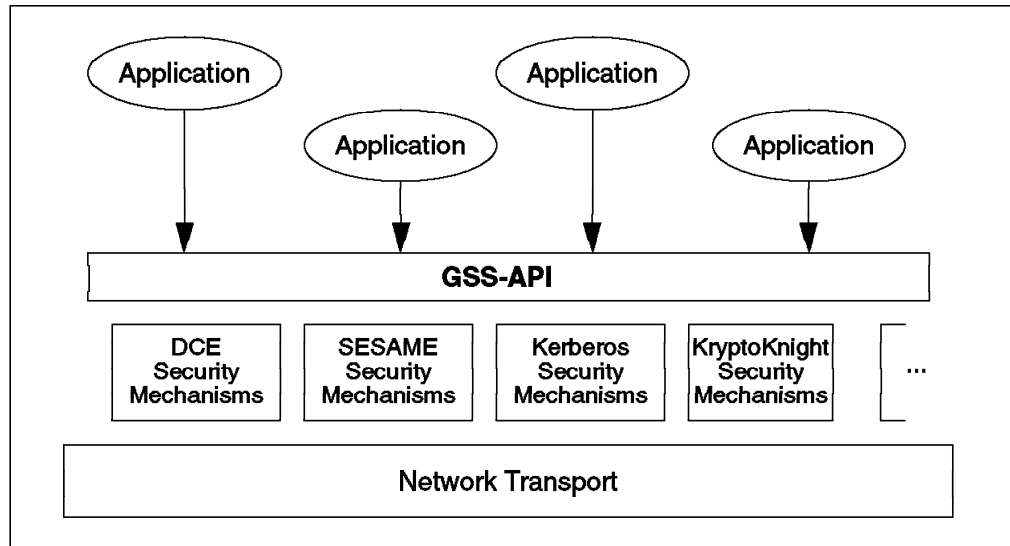 Application
Application
Application
Application
GSS-API
DCE
Security
Mechanisms
SESAME
Security
Mechanisms
Kerberos
Security
Mechanisms
KryptoKnight
Security
Mechanisms
...
Network Transport